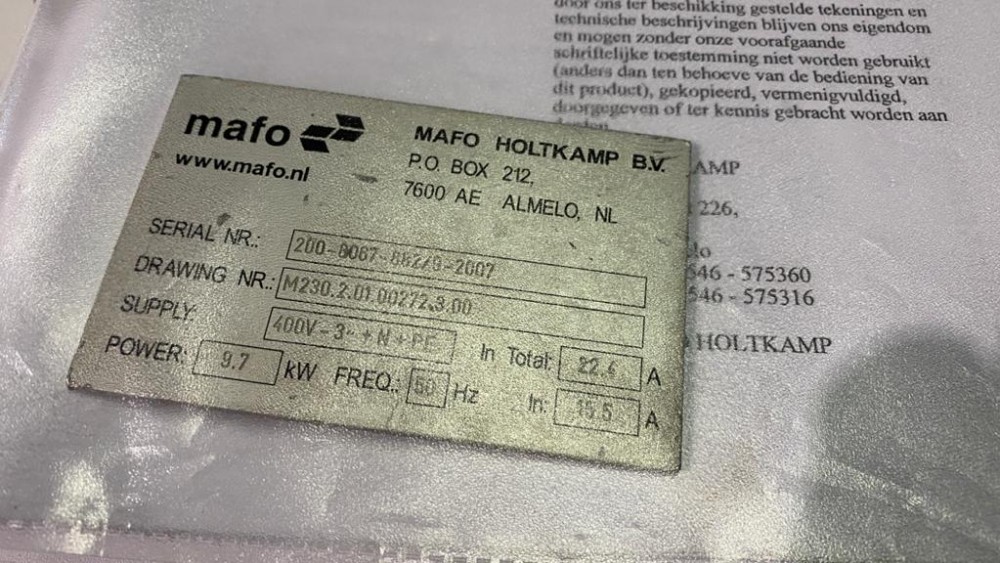 door ons ter beschikking gestelde tekeningen en
technische beschrijvingen blijven ons eigendom
en mogen zonder onze voorafgaande
schriftelijke toestemming niet worden gebruikt
(anders dan ten behoeve van de bediening van
dit product), gekopieerd, vermenigvuldigd,
doorgegeven of ter kennis gebracht worden aan
mafo
www.mafo.nl
MAFO HOLTKAMP B.V.
P.O. BOX 212,
7600 AE ALMELO, NL
SERIAL NR.:
DRAWING NR.: M230.2.01.00272.3.00
SUPPLY: 400V-3~+N+PE
In Total: 22.4 A
POWER: 9.7 kW FREQ.: 50 Hz
In: 15.5 A
AMP
226,
lo
546 - 575360
546 - 575316
HOLTKAMP